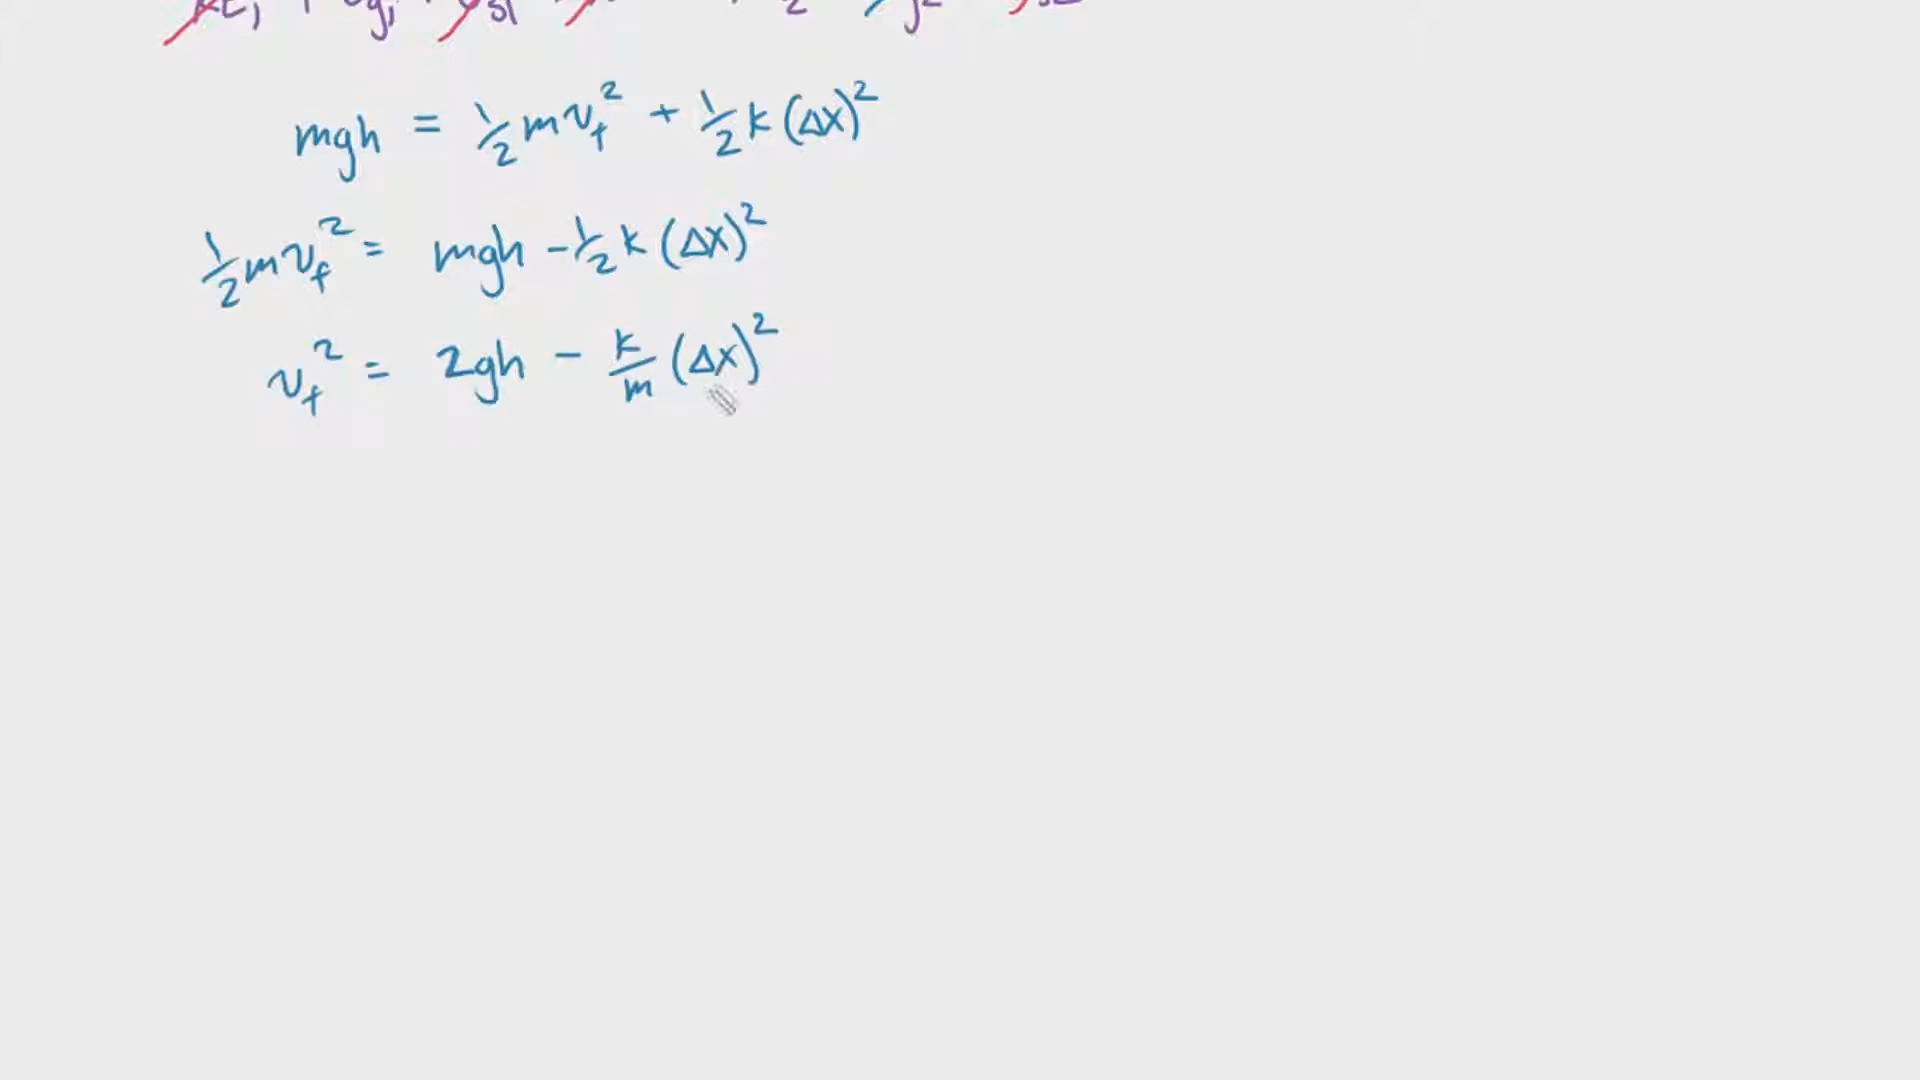 mgh = ½mv_f² + ½k(Δx)²
½mv_f² = mgh - ½k(Δx)²
v_f² = 2gh - k/m (Δx)²